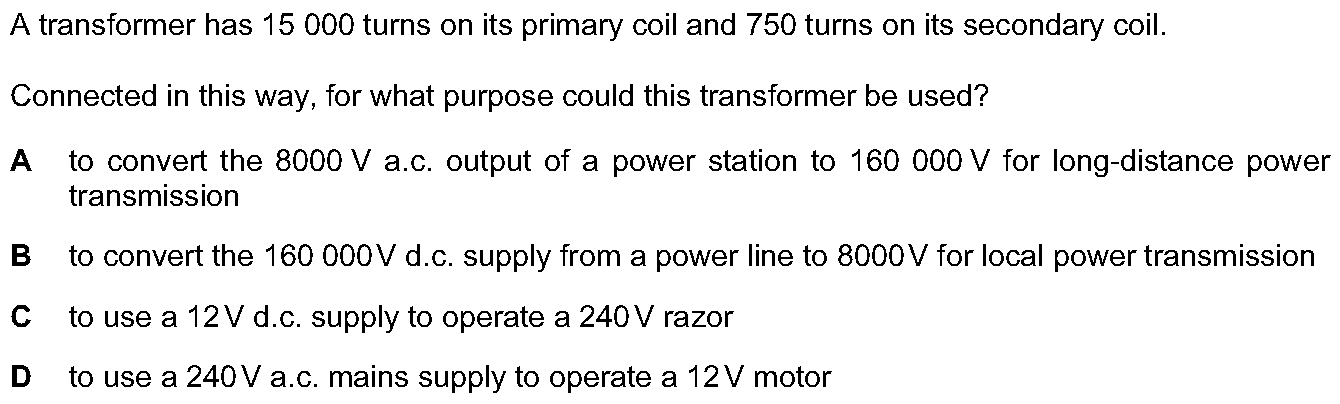 A transformer has 15 000 turns on its primary coil and 750 turns on its secondary coil.
Connected in this way, for what purpose could this transformer be used?
A to convert the 8000 V a.c. output of a power station to 160 000 V for long-distance power
transmission
B to convert the 160 000 V d.c. supply from a power line to 8000 V for local power transmission
C to use a 12 V d.c. supply to operate a 240 V razor
D to use a 240 V a.c. mains supply to operate a 12 V motor